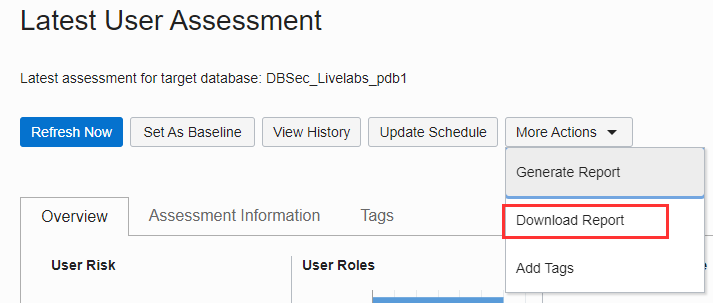 Latest User Assessment
Latest assessment for target database: DBSec_Livelabs_pdb1
Refresh Now Set As Baseline View History Update Schedule More Actions
Generate Report
Download Report
Add Tags
Overview Assessment Information Tags
User Risk User Roles